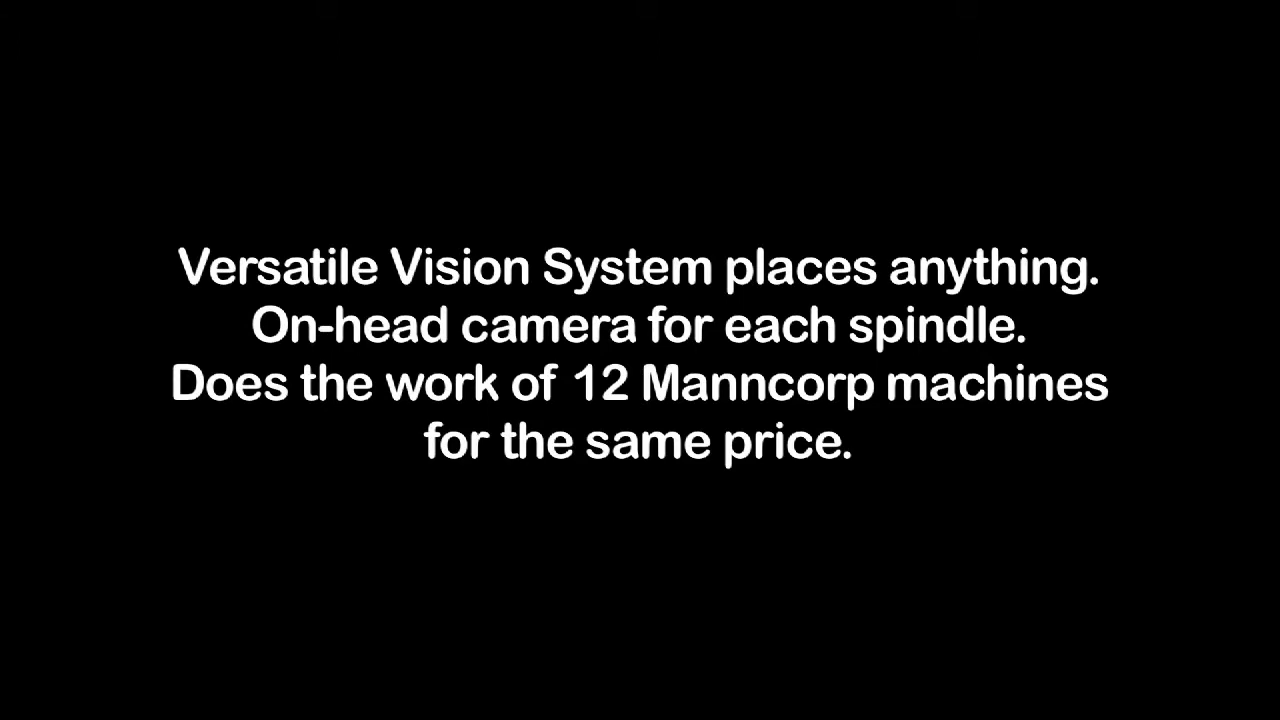 Versatile Vision System places anything.
On-head camera for each spindle.
Does the work of 12 Manncorp machines
for the same price.